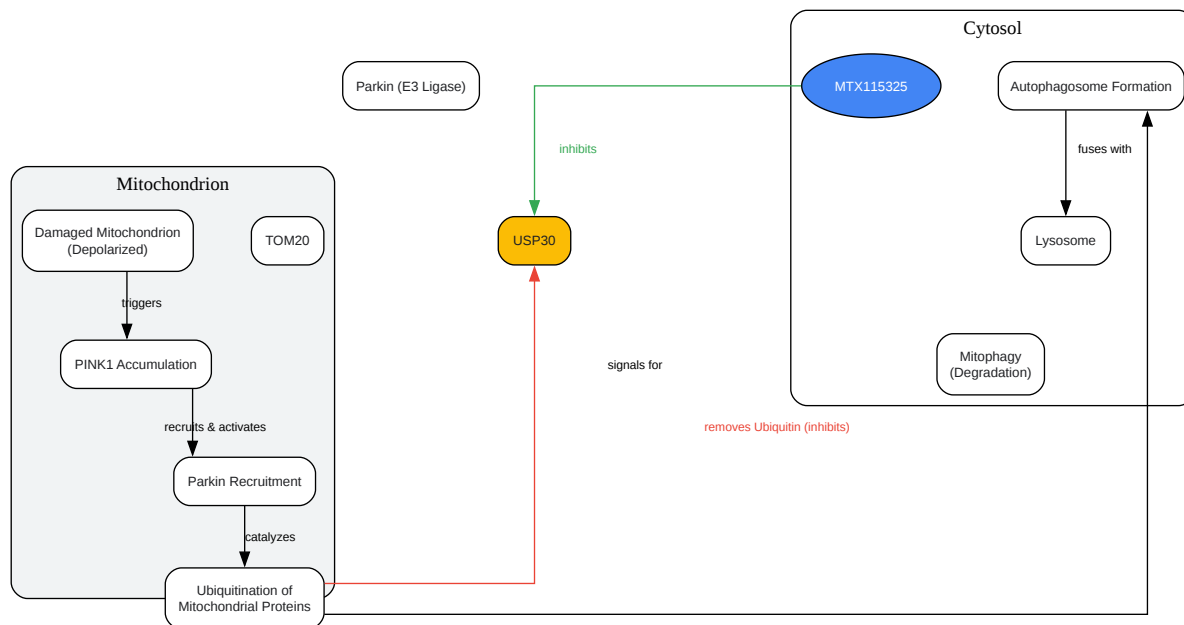 Cytosol
Parkin (E3 Ligase)
MTX115325
Autophagosome Formation
inhibits
fuses with
Mitochondrion
Damaged Mitochondrion
(Depolarized)
TOM20
USP30
Lysosome
triggers
PINK1 Accumulation
signals for
Mitophagy
(Degradation)
recruits & activates
removes Ubiquitin (inhibits)
Parkin Recruitment
catalyzes
Ubiquitination of
Mitochondrial Proteins